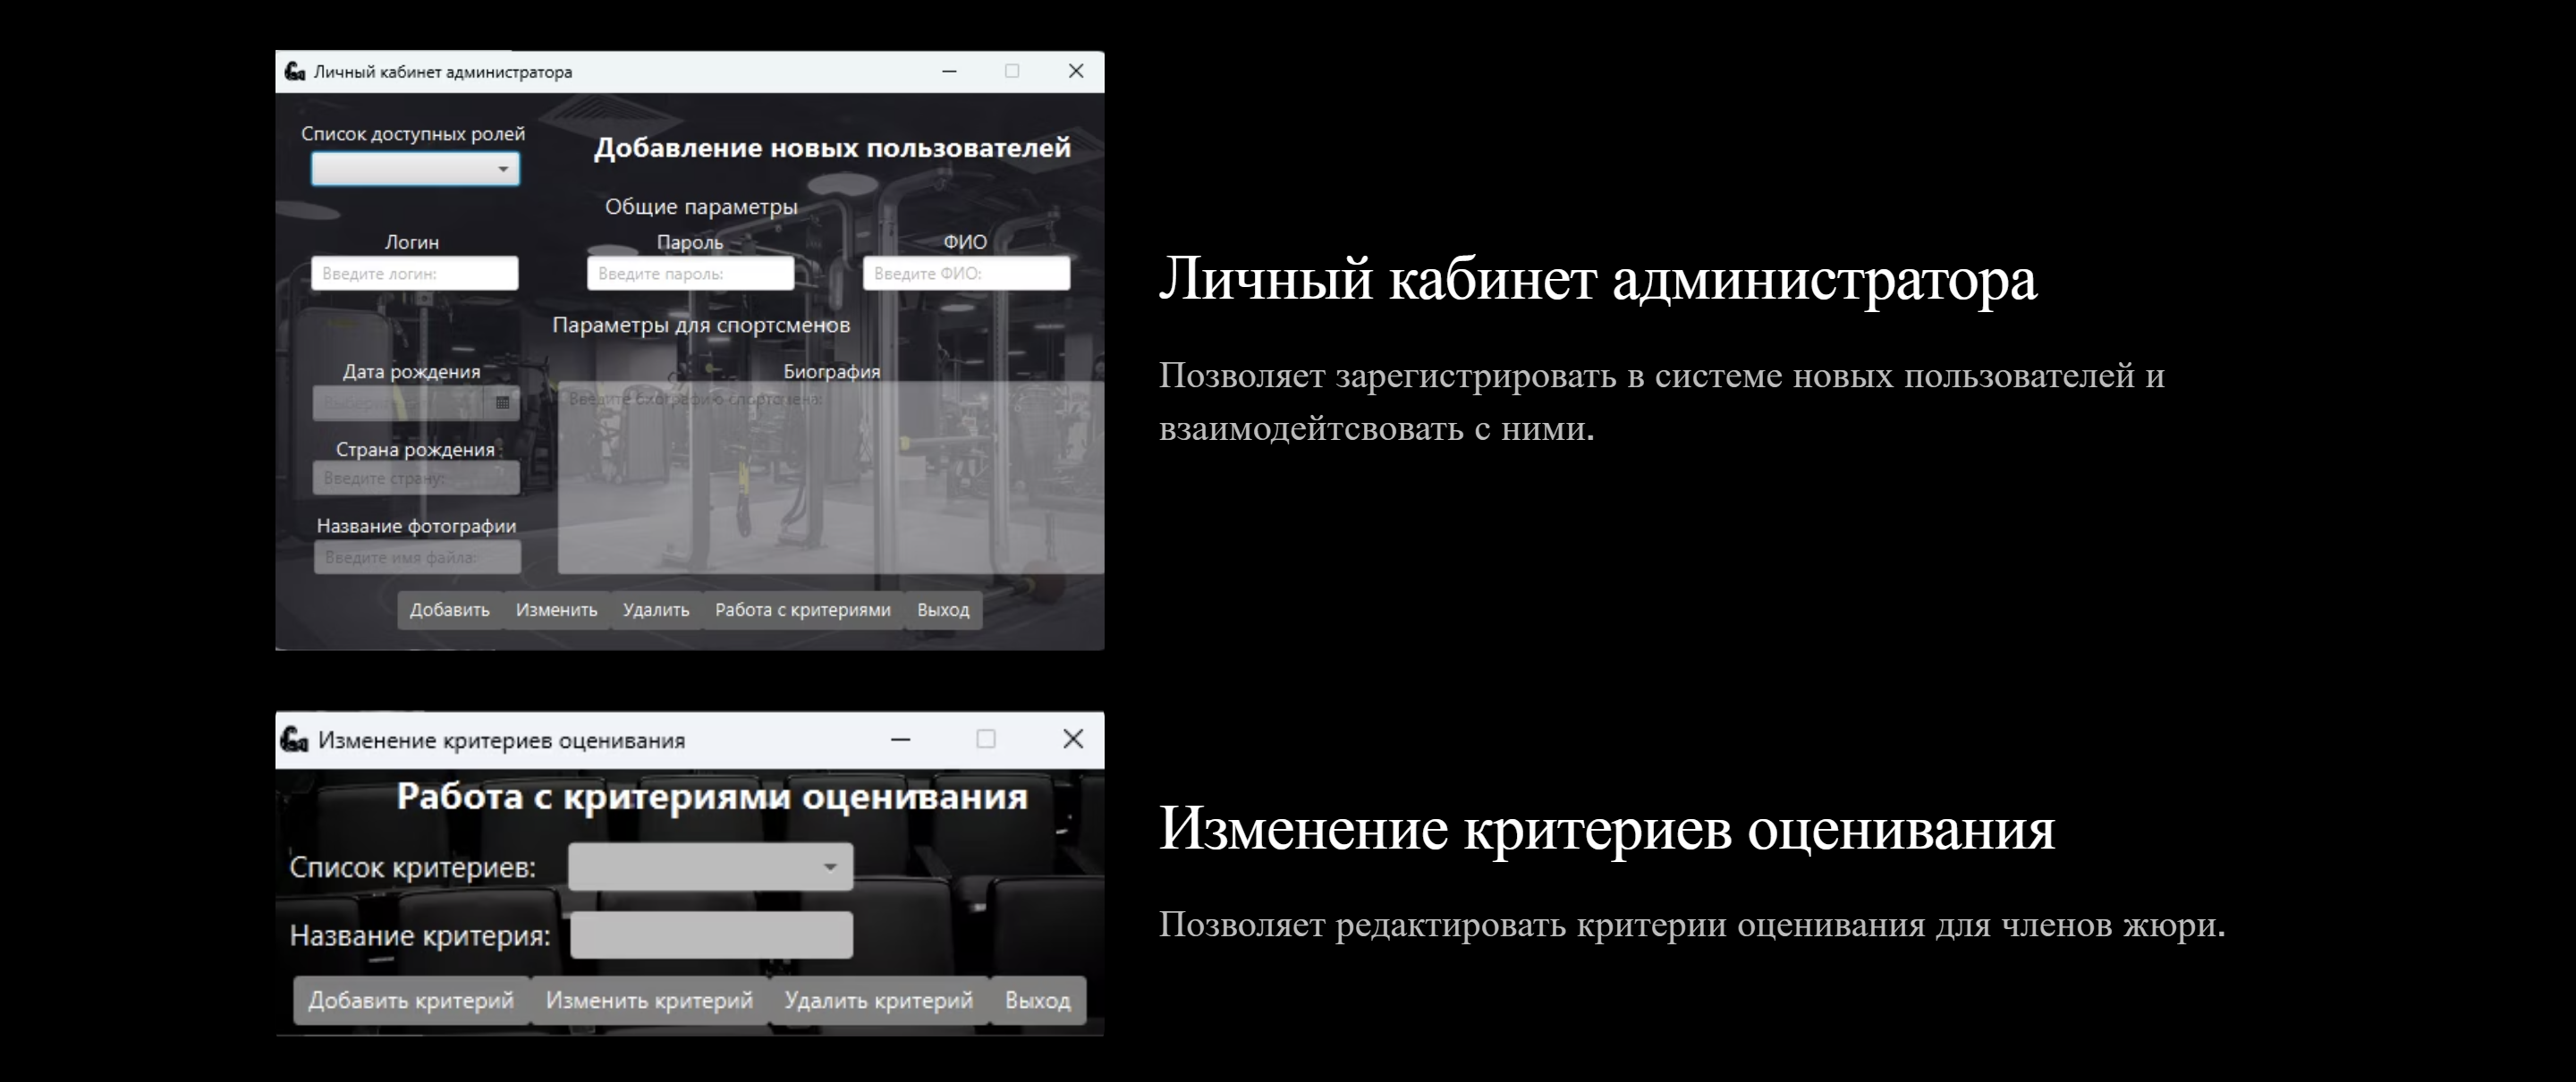 Личный кабинет администратора
Список доступных ролей
Добавление новых пользователей
Общие параметры
Логин
Пароль
ФИО
Введите логин:
Введите пароль:
Введите ФИО:
Параметры для спортсменов
Дата рождения
Биография
Введите биографию спортсмена:
Страна рождения
Введите страну:
Название фотографии
Введите имя файла:
Добавить Изменить Удалить Работа с критериями Выход
Личный кабинет администратора
Позволяет зарегистрировать в системе новых пользователей и
взаимодейтсвовать с ними.
Изменение критериев оценивания
Работа с критериями оценивания
Список критериев:
Название критерия:
Добавить критерий Изменить критерий Удалить критерий Выход
Изменение критериев оценивания
Позволяет редактировать критерии оценивания для членов жюри.